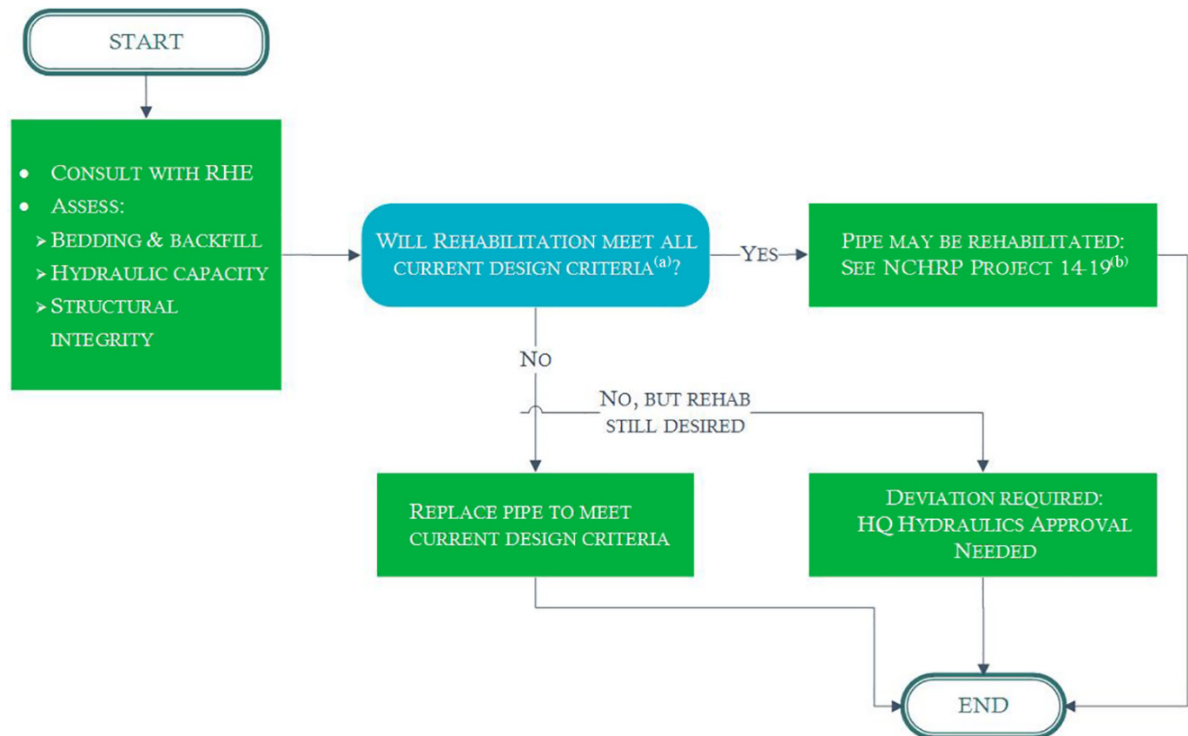 START
• CONSULT WITH RHE
• ASSESS:
➢ BEDDING & BACKFILL
➢ HYDRAULIC CAPACITY
➢ STRUCTURAL
INTEGRITY
WILL REHABILITATION MEET ALL
CURRENT DESIGN CRITERIA(a)?
YES
PIPE MAY BE REHABILITATED:
SEE NCHRP PROJECT 14-19(b)
NO
NO, BUT REHAB
STILL DESIRED
REPLACE PIPE TO MEET
CURRENT DESIGN CRITERIA
DEVIATION REQUIRED:
HQ HYDRAULICS APPROVAL
NEEDED
END